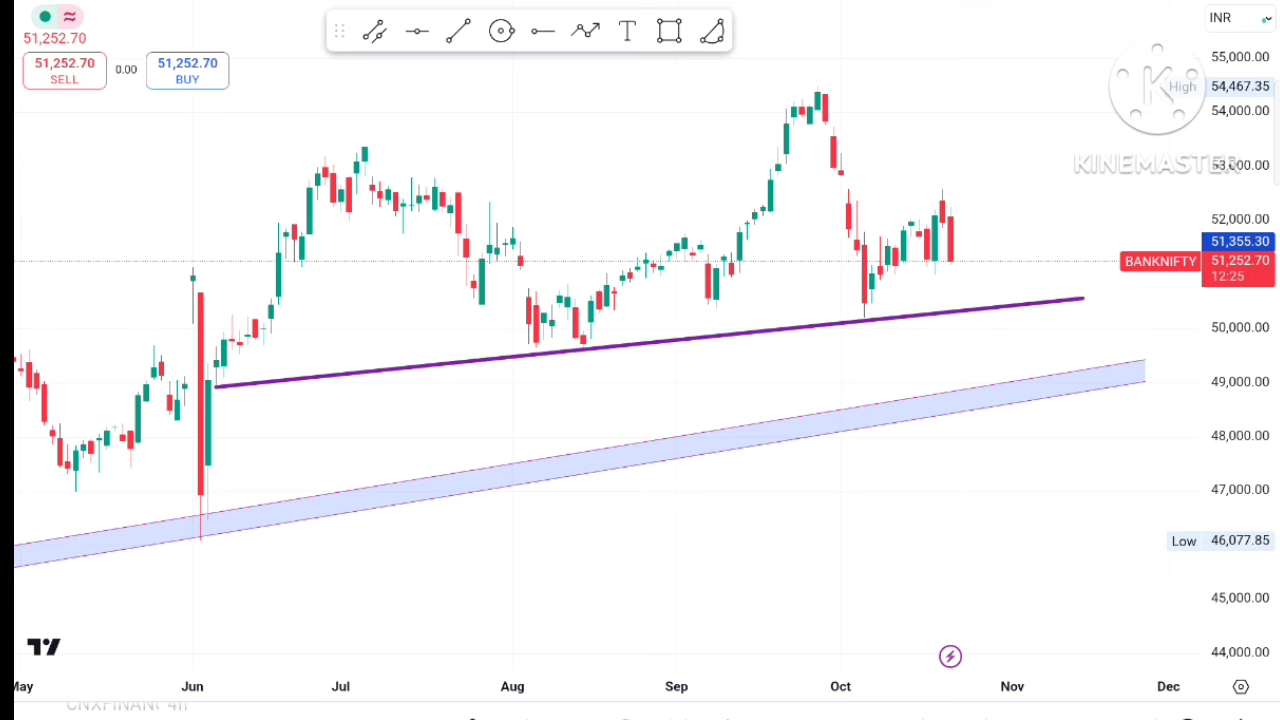 51,252.70
51,252.70 0.00 51,252.70
SELL BUY
INR
55,000.00
High 54,467.35
54,000.00
KINEMASTER
53,000.00
52,000.00
51,355.30
BANKNIFTY 51,252.70
12:25
50,000.00
49,000.00
48,000.00
47,000.00
Low 46,077.85
45,000.00
44,000.00
May Jun Jul Aug Sep Oct Nov Dec